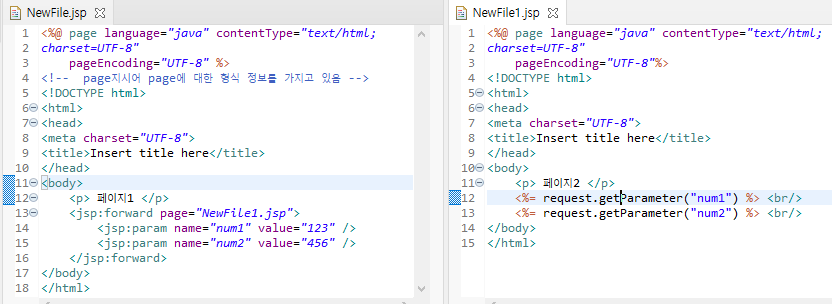 NewFile.jsp
1 <%@ page language="java" contentType="text/html;
2 charset=UTF-8"
3 pageEncoding="UTF-8" %>
4 <!-- page지시어 page에 대한 형식 정보를 가지고 있음 -->
5 <!DOCTYPE html>
6 <html>
7 <head>
8 <meta charset="UTF-8">
9 <title>Insert title here</title>
10 </head>
11 <body>
12 <p> 페이지1 </p>
13 <jsp:forward page="NewFile1.jsp">
14 <jsp:param name="num1" value="123" />
15 <jsp:param name="num2" value="456" />
16 </jsp:forward>
17 </body>
18 </html>
NewFile1.jsp
1 <%@ page language="java" contentType="text/html;
2 charset=UTF-8"
3 pageEncoding="UTF-8"%>
4 <!DOCTYPE html>
5 <html>
6 <head>
7 <meta charset="UTF-8">
8 <title>Insert title here</title>
9 </head>
10 <body>
11 <p> 페이지2 </p>
12 <%= request.getParameter("num1") %> <br/>
13 <%= request.getParameter("num2") %> <br/>
14 </body>
15 </html>